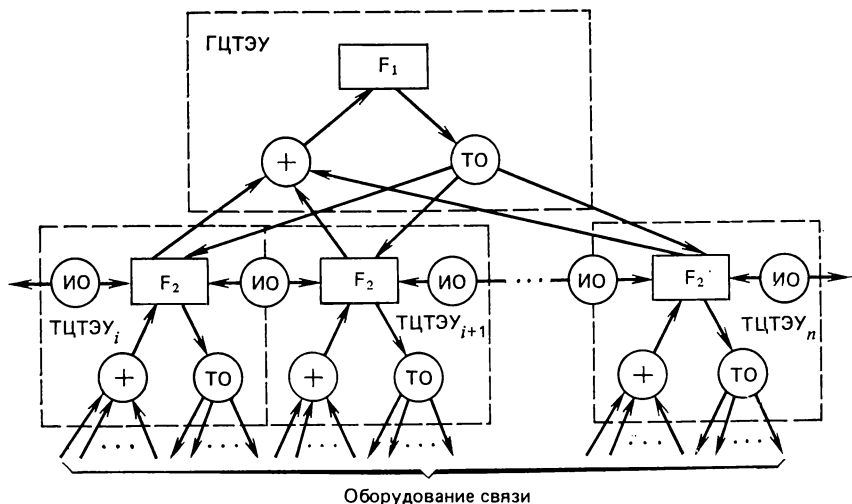 ГЦТЭУ
F₁
+ ТО
ИО F₂ ИО F₂ ИО .... ИО F₂ ИО
ТЦТЭУi ТЦТЭУi+1 ТЦТЭУn
+ ТО + ТО + ТО
.... .... .... .... .... ....
Оборудование связи